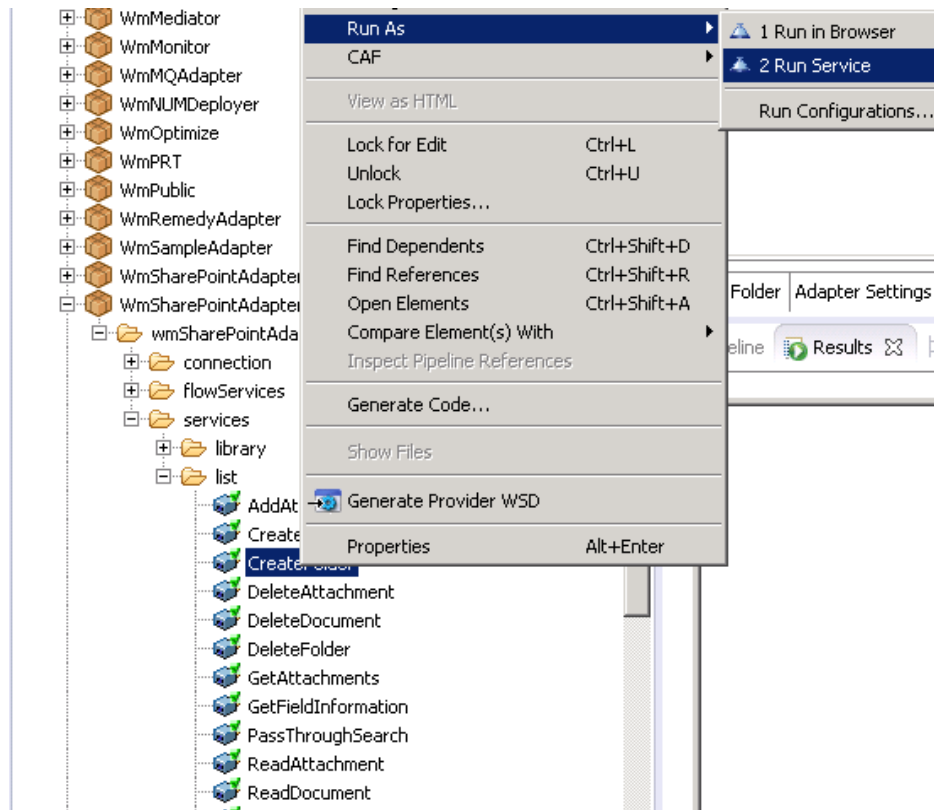 WmMediator
WmMonitor
WmMQAdapter
WmNUMDeployer
WmOptimize
WmPRT
WmPublic
WmRemedyAdapter
WmSampleAdapter
WmSharePointAdapter
WmSharePointAdapter
wmSharePointAda
connection
flowServices
services
library
list
AddAt
Create
CreateFolder
DeleteAttachment
DeleteDocument
DeleteFolder
GetAttachments
GetFieldInformation
PassThroughSearch
ReadAttachment
ReadDocument
Run As
CAF
View as HTML
Lock for Edit Ctrl+L
Unlock Ctrl+U
Lock Properties...
Find Dependents Ctrl+Shift+D
Find References Ctrl+Shift+R
Open Elements Ctrl+Shift+A
Compare Element(s) With
Inspect Pipeline References
Generate Code...
Show Files
Generate Provider WSD
Properties Alt+Enter
1 Run in Browser
2 Run Service
Run Configurations...
Folder Adapter Settings
eline Results